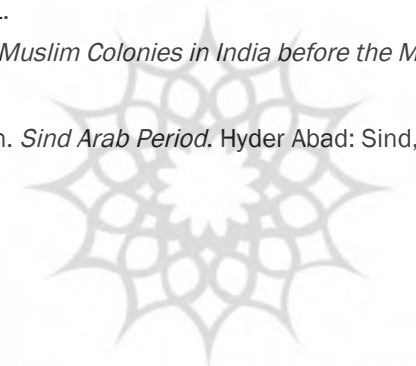 Muslim Colonies in India before the M
n. Sind Arab Period. Hyder Abad: Sind,